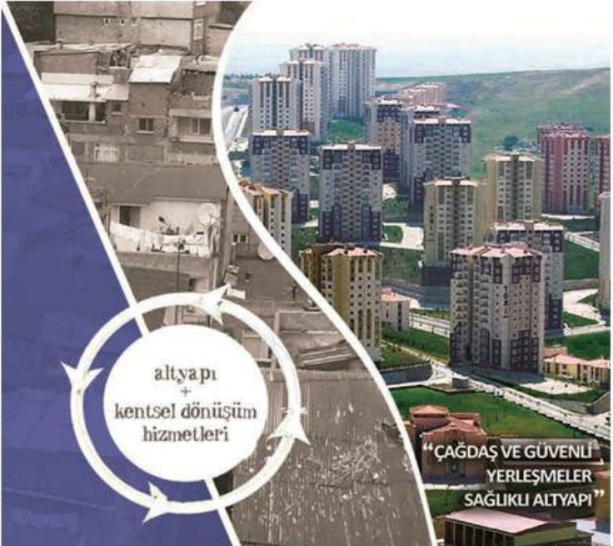 altyapı
+
kentsel dönüşüm
hizmetleri
“ÇAĞDAŞ VE GÜVENLİ
YERLEŞMELER
SAĞLIKLI ALTYAPI”